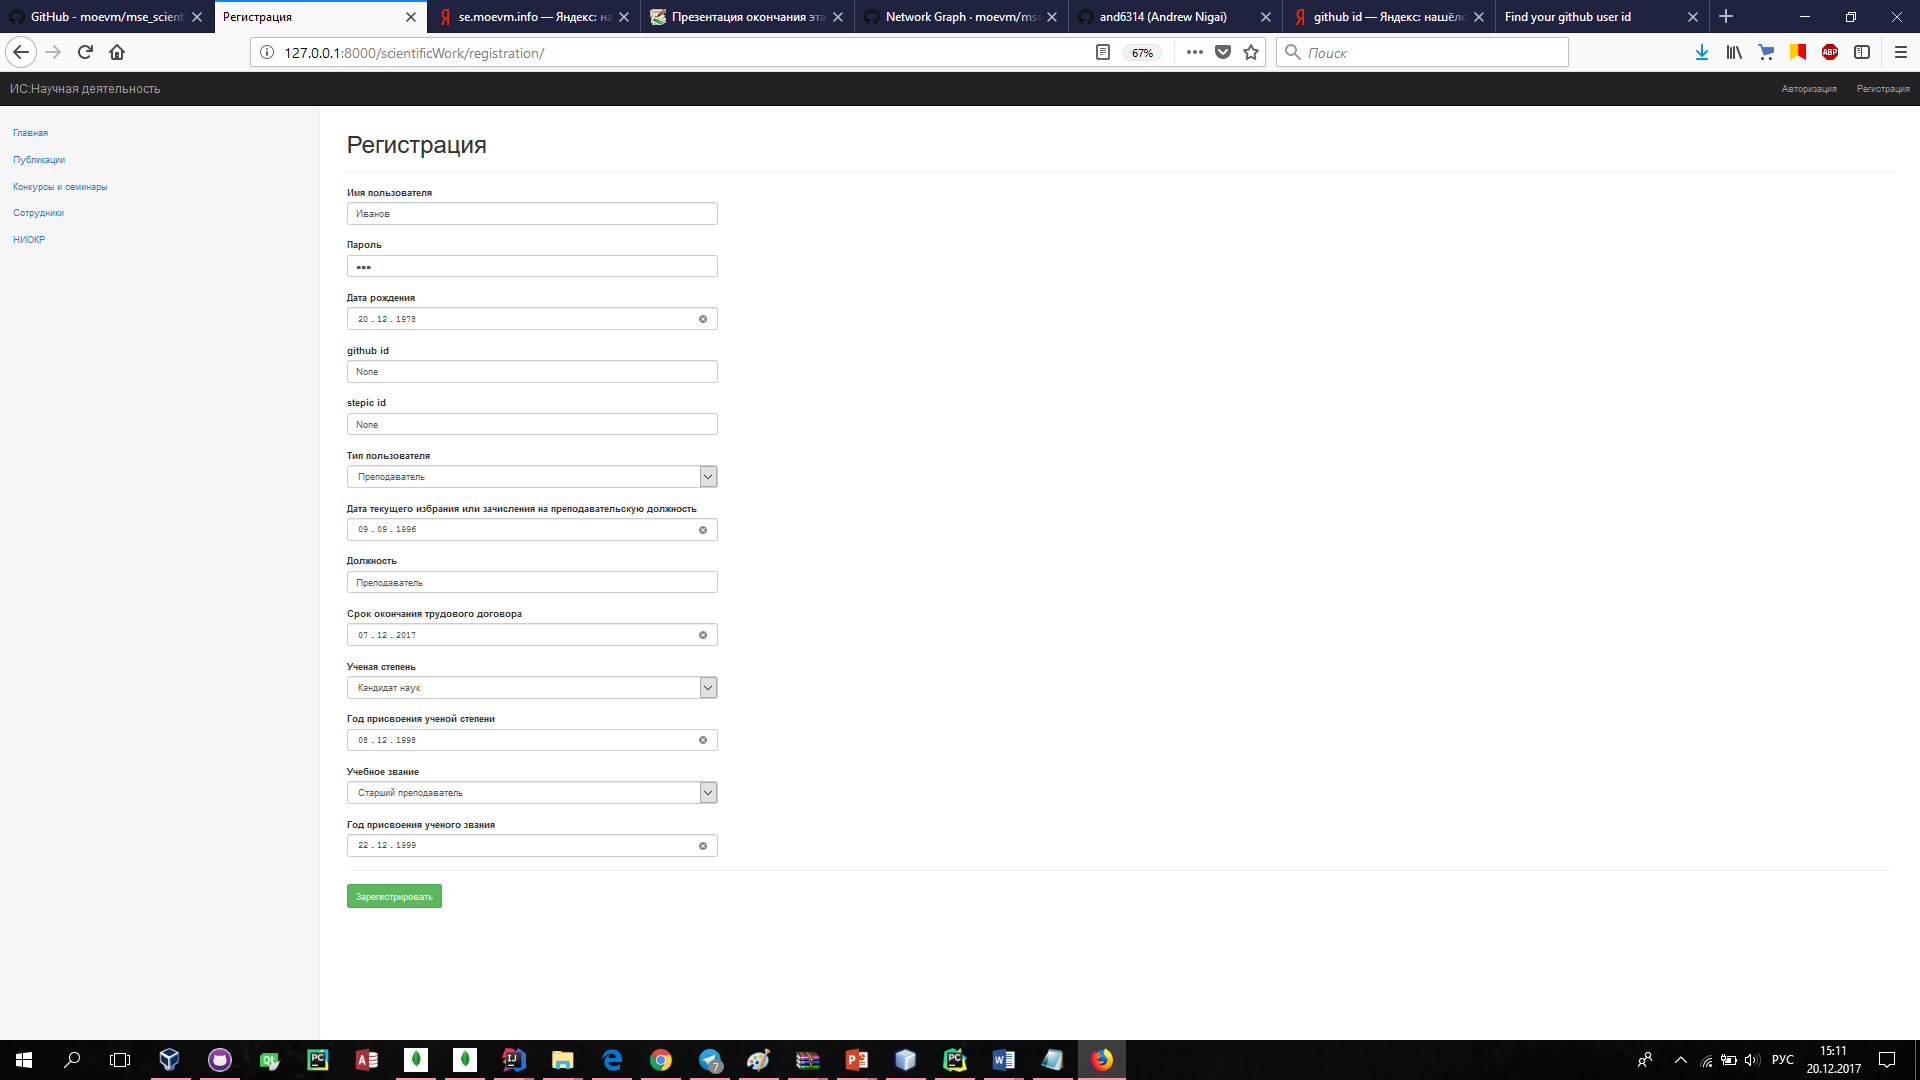 GitHub - moevm/mse_scient
Регистрация
se.moevm.info — Яндекс: на
Презентация окончания эта
Network Graph · moevm/mse
and6314 (Andrew Nigai)
github id — Яндекс: нашёлс
Find your github user id
127.0.0.1:8000/scientificWork/registration/
67%
Поиск
ИС:Научная деятельность
Авторизация
Регистрация
Главная
Публикации
Конкурсы и семинары
Сотрудники
НИОКР
Регистрация
Имя пользователя
Иванов
Пароль
Дата рождения
20 . 12 . 1978
github id
None
stepic id
None
Тип пользователя
Преподаватель
Дата текущего избрания или зачисления на преподавательскую должность
09 . 09 . 1996
Должность
Преподаватель
Срок окончания трудового договора
07 . 12 . 2017
Ученая степень
Кандидат наук
Год присвоения ученой степени
08 . 12 . 1998
Учебное звание
Старший преподаватель
Год присвоения ученого звания
22 . 12 . 1999
Зарегистрировать
РУС
15:11
20.12.2017